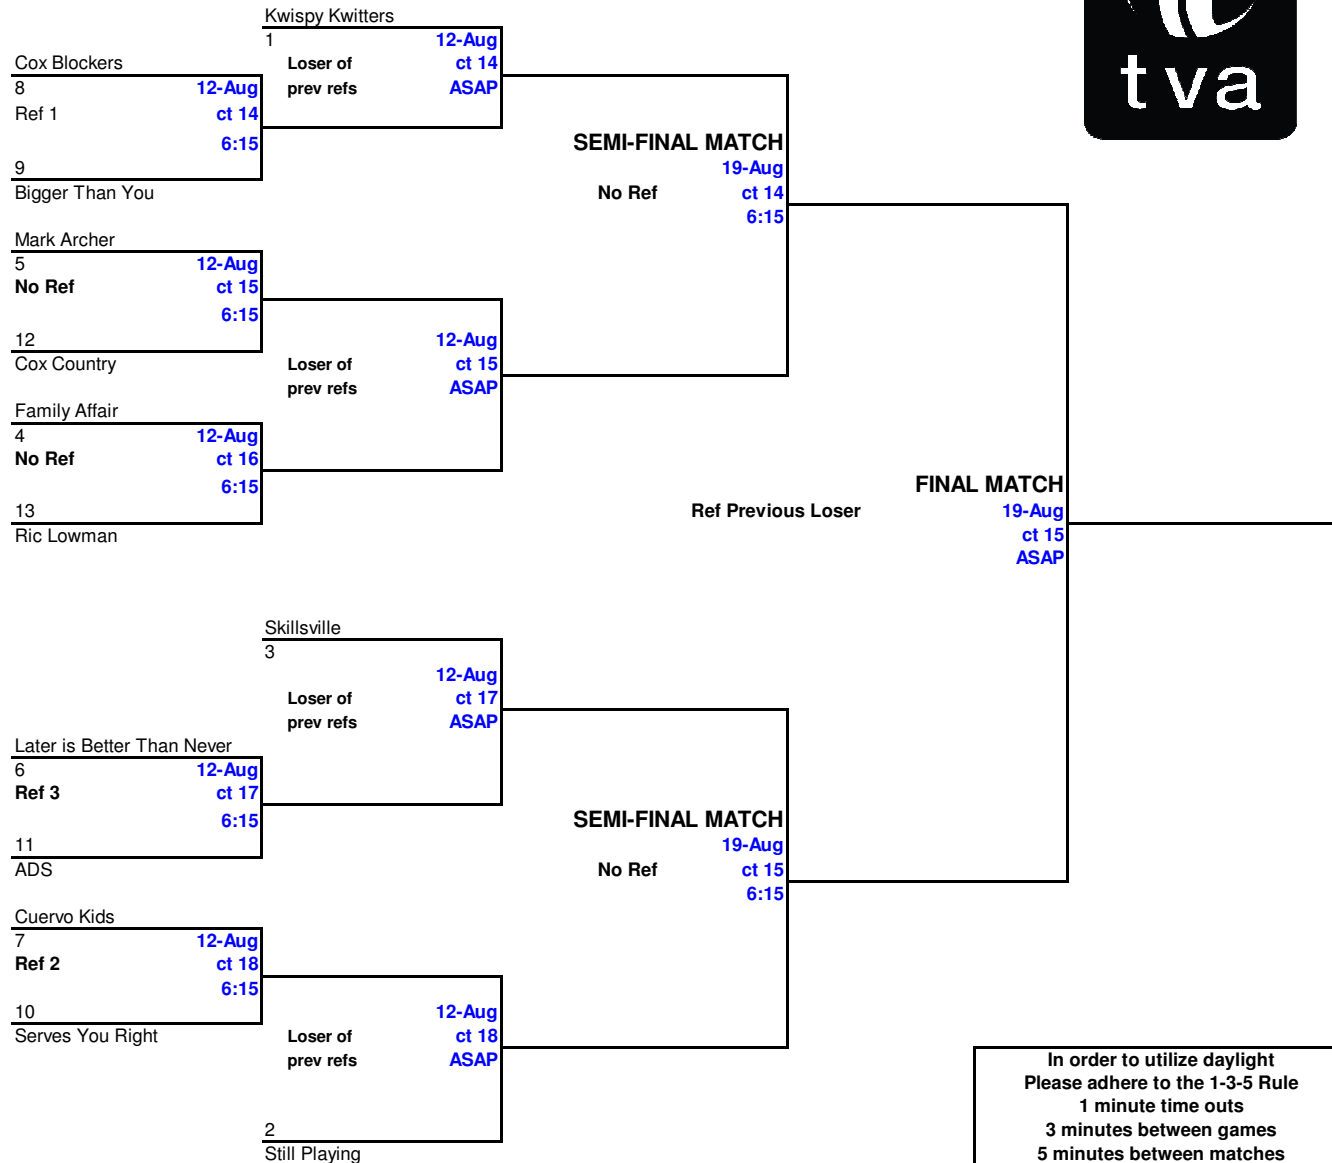 Kwispy Kwitters
1 12-Aug
Loser of ct 14
prev refs ASAP
tva
Cox Blockers
8 12-Aug
Ref 1 ct 14
6:15
9
Bigger Than You
SEMI-FINAL MATCH
19-Aug
No Ref ct 14
6:15
Mark Archer
5 12-Aug
No Ref ct 15
6:15
12
Cox Country
12-Aug
Loser of ct 15
prev refs ASAP
Family Affair
4 12-Aug
No Ref ct 16
6:15
13
Ric Lowman
FINAL MATCH
Ref Previous Loser 19-Aug
ct 15
ASAP
Skillsville
3
12-Aug
Loser of ct 17
prev refs ASAP
Later is Better Than Never
6 12-Aug
Ref 3 ct 17
6:15
11
ADS
SEMI-FINAL MATCH
19-Aug
No Ref ct 15
6:15
Cuervo Kids
7 12-Aug
Ref 2 ct 18
6:15
10
Serves You Right
12-Aug
Loser of ct 18
prev refs ASAP
2
Still Playing
In order to utilize daylight
Please adhere to the 1-3-5 Rule
1 minute time outs
3 minutes between games
5 minutes between matches